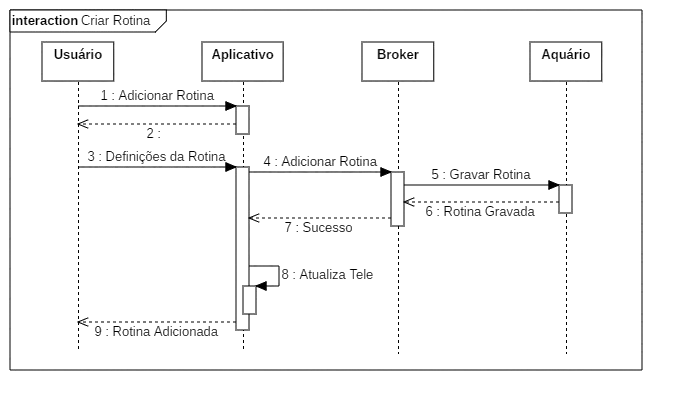 interaction Criar Rotina
Usuário
Aplicativo
Broker
Aquário
1 : Adicionar Rotina
2 :
3 : Definições da Rotina
4 : Adicionar Rotina
5 : Gravar Rotina
6 : Rotina Gravada
7 : Sucesso
8 : Atualiza Tele
9 : Rotina Adicionada